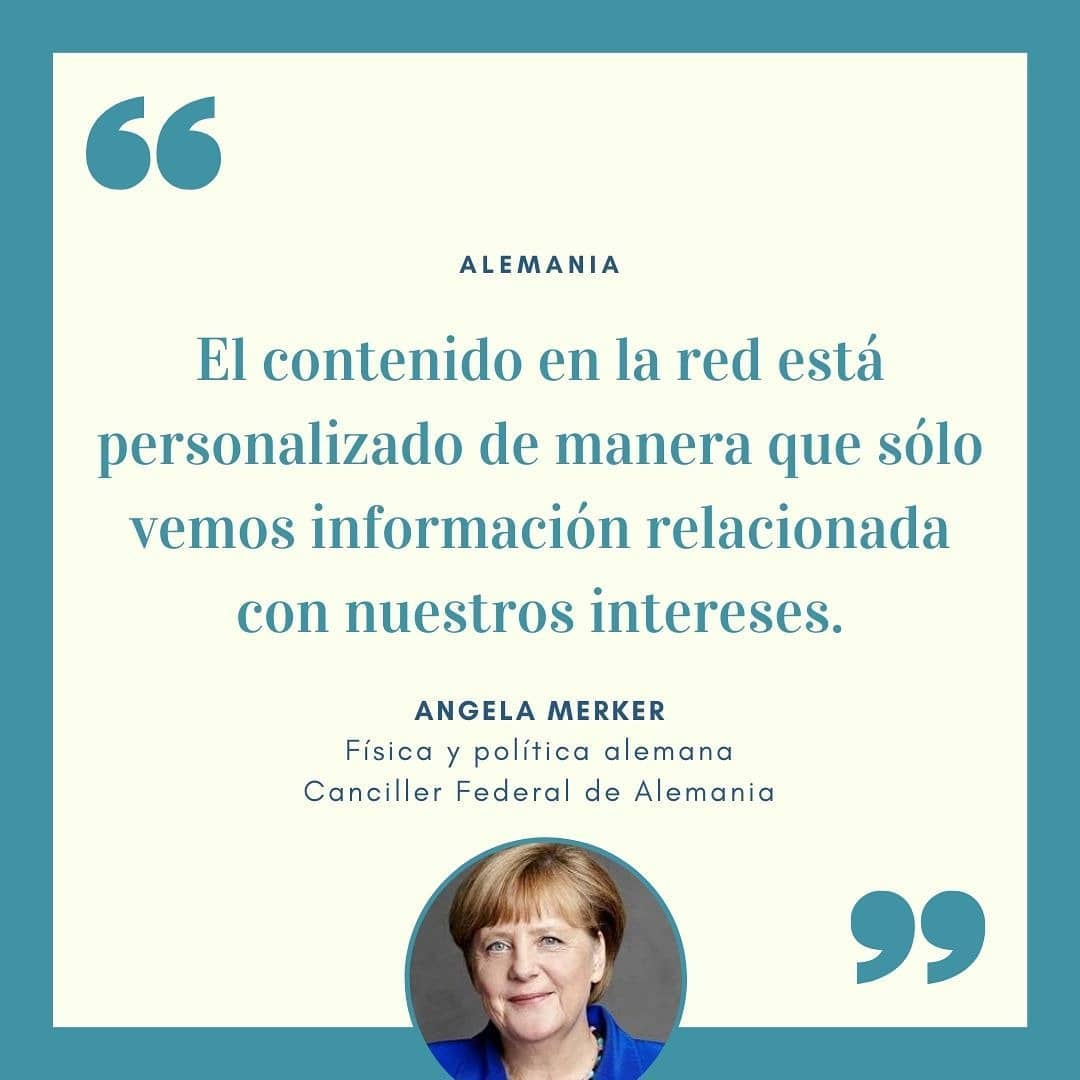 ALEMANIA
El contenido en la red está
personalizado de manera que sólo
vemos información relacionada
con nuestros intereses.
ANGELA MERKER
Física y política alemana
Canciller Federal de Alemania